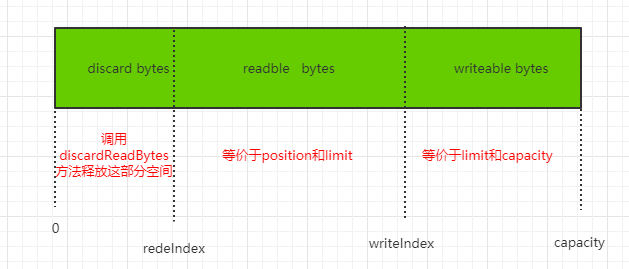 discard bytes
readble bytes
writeable bytes
调用
discardReadBytes
方法释放这部分空间
等价于position和limit
等价于limit和capacity
0
redeIndex
writeIndex
capacity